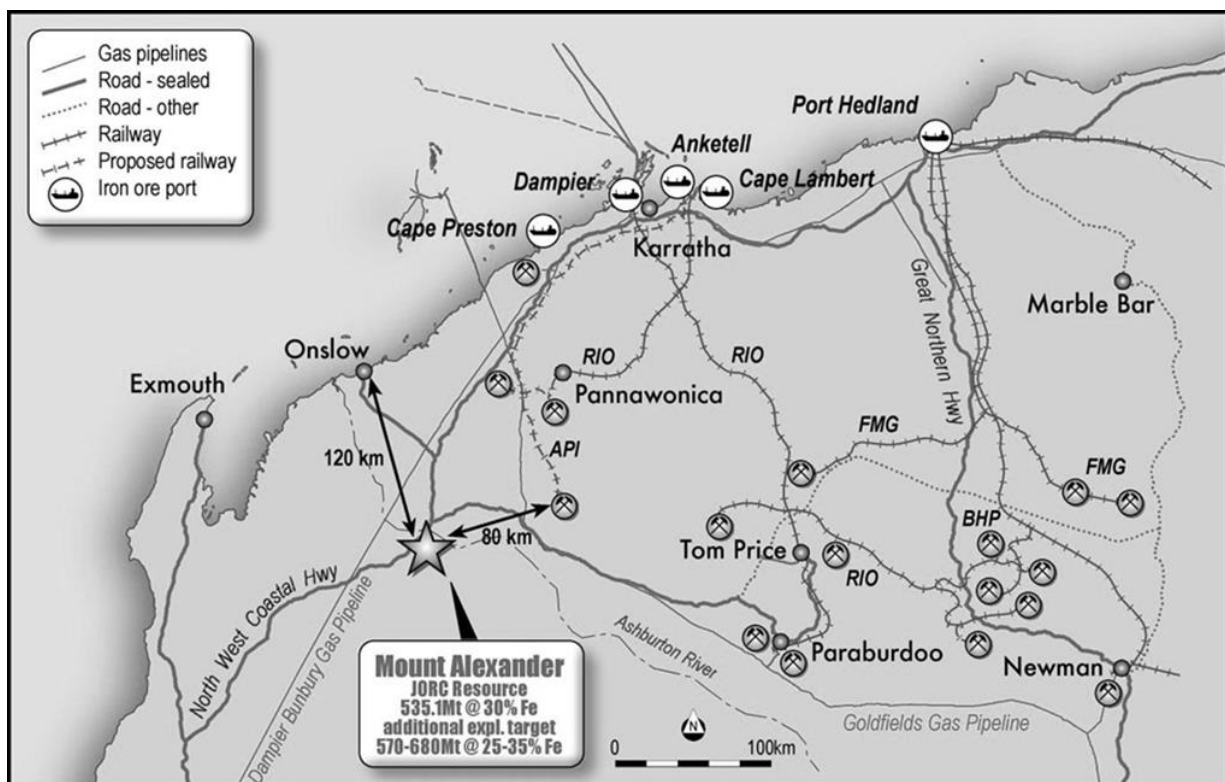 Gas pipelines
Road - sealed
Road - other
Railway
Proposed railway
Iron ore port
Port Hedland
Anketell
Dampier
Cape Lambert
Cape Preston
Karratha
Great Northern Hwy
Marble Bar
Onslow
Exmouth
RIO
RIO
Pannawonica
FMG
120 km
API
FMG
80 km
BHP
Tom Price
RIO
North West Coastal Hwy
Dampier Bunbury Gas Pipeline
Ashburton River
Paraburdoo
Newman
Mount Alexander
JORC Resource
535.1Mt @ 30% Fe
additional expl. target
570-680Mt @ 25-35% Fe
Goldfields Gas Pipeline
N
0 100km